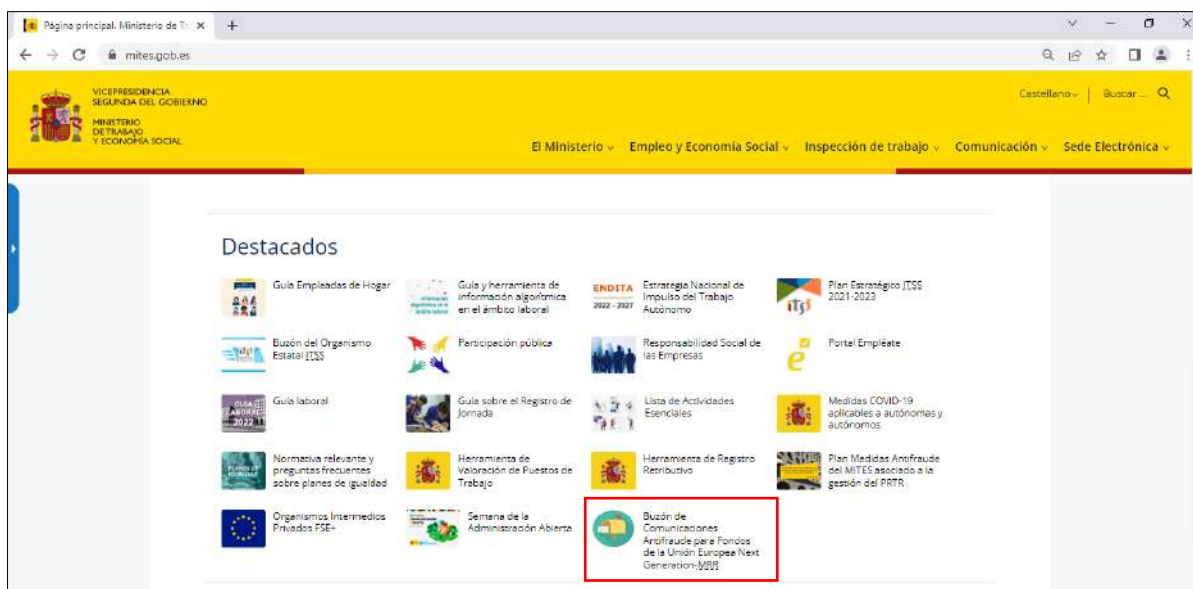 Página principal. Ministerio de Tr
mites.gob.es
VICEPRESIDENCIA
SEGUNDA DEL GOBIERNO
MINISTERIO
DE TRABAJO
Y ECONOMÍA SOCIAL
Castellano
Buscar ...
El Ministerio
Empleo y Economía Social
Inspección de trabajo
Comunicación
Sede Electrónica
Destacados
Guía Empleadas de Hogar
Guía y herramienta de
información algorítmica
en el ámbito laboral
ENDITA
2022 - 2027
Estrategia Nacional de
Impulso del Trabajo
Autónomo
itss
Plan Estratégico ITSS
2021-2023
Buzón del Organismo
Estatal ITSS
Participación pública
Responsabilidad Social de
las Empresas
e
Portal Empléate
GUÍA
LABORAL
2022
Guía laboral
Guía sobre el Registro de
Jornada
Lista de Actividades
Esenciales
Medidas COVID-19
aplicables a autónomas y
autónomos
Normativa relevante y
preguntas frecuentes
sobre planes de igualdad
Herramienta de
Valoración de Puestos de
Trabajo
Herramienta de Registro
Retributivo
Plan Medidas Antifraude
del MITES asociado a la
gestión del PRTR
Organismos Intermedios
Privados FSE+
Semana de la
Administración Abierta
Buzón de
Comunicaciones
Antifraude para Fondos
de la Unión Europea Next
Generation-MRR